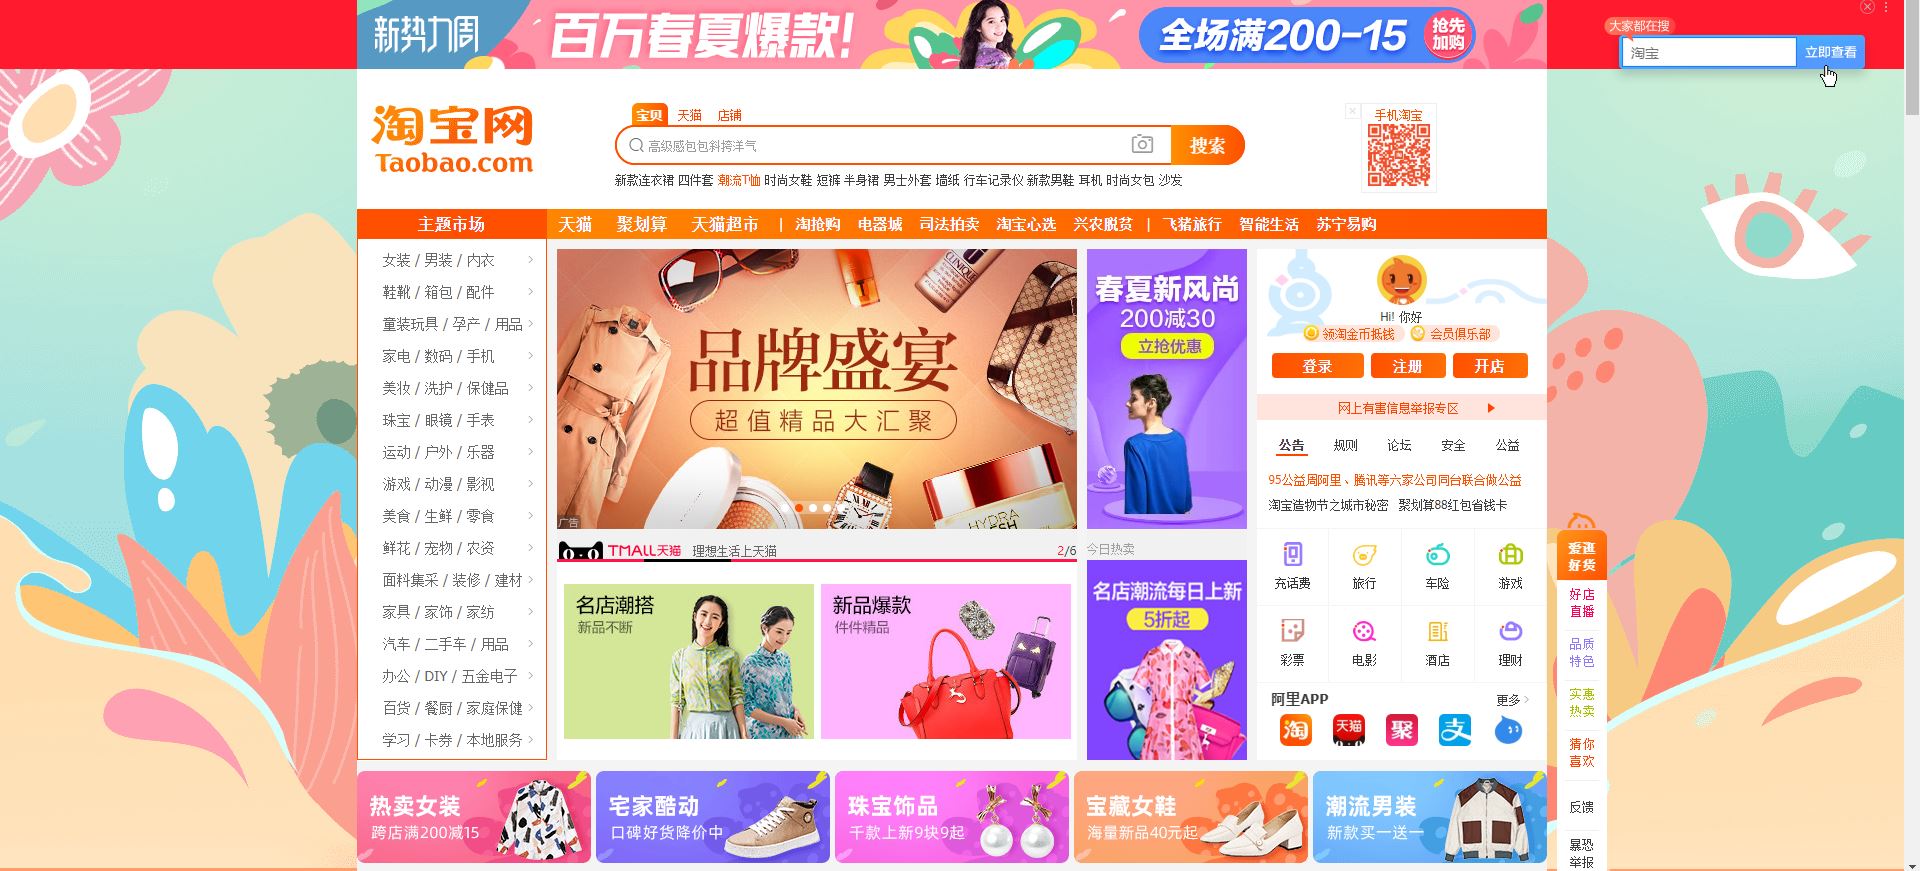 新势力周
百万春夏爆款!
全场满200-15
抢先
加购
大家都在搜
淘宝
立即查看
淘宝网
Taobao.com
宝贝 天猫 店铺
高级感包包斜挎洋气
搜索
新款连衣裙 四件套 潮流T恤 时尚女鞋 短裤 半身裙 男士外套 墙纸 行车记录仪 新款男鞋 耳机 时尚女包 沙发
手机淘宝
主题市场
天猫 聚划算 天猫超市 | 淘抢购 电器城 司法拍卖 淘宝心选 兴农脱贫 | 飞猪旅行 智能生活 苏宁易购
女装 / 男装 / 内衣
鞋靴 / 箱包 / 配件
童装玩具 / 孕产 / 用品
家电 / 数码 / 手机
美妆 / 洗护 / 保健品
珠宝 / 眼镜 / 手表
运动 / 户外 / 乐器
游戏 / 动漫 / 影视
美食 / 生鲜 / 零食
鲜花 / 宠物 / 农资
面料集采 / 装修 / 建材
家具 / 家饰 / 家纺
汽车 / 二手车 / 用品
办公 / DIY / 五金电子
百货 / 餐厨 / 家庭保健
学习 / 卡券 / 本地服务
CLINIQUE
品牌盛宴
超值精品大汇聚
HYDRA
广告
TMALL天猫 理想生活上天猫
2/6
名店潮搭
新品不断
新品爆款
件件精品
春夏新风尚
200减30
立抢优惠
今日热卖
名店潮流每日上新
5折起
Hi! 你好
领淘金币抵钱 会员俱乐部
登录 注册 开店
网上有害信息举报专区
公告 规则 论坛 安全 公益
95公益周阿里、腾讯等六家公司同台联合做公益
淘宝造物节之城市秘密 聚划算88红包省钱卡
充话费 旅行 车险 游戏
彩票 电影 酒店 理财
阿里APP
更多
淘 天猫 聚 支
爱逛
好货
好店
直播
品质
特色
实惠
热卖
猜你
喜欢
反馈
暴恐
举报
热卖女装
跨店满200减15
宅家酷动
口碑好货降价中
珠宝饰品
千款上新9块9起
宝藏女鞋
海量新品40元起
潮流男装
新款买一送一